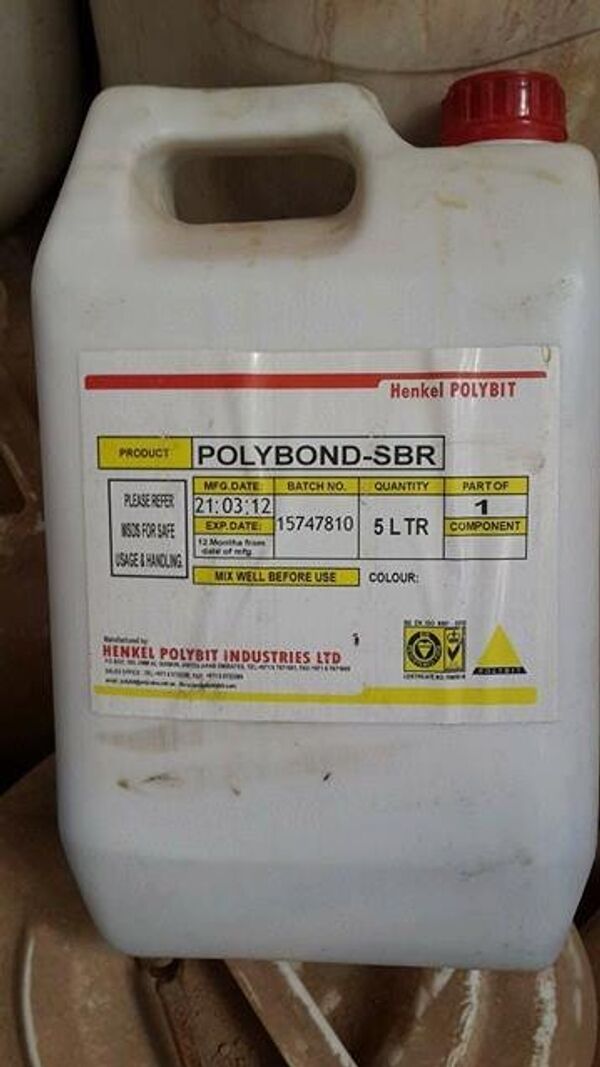 Henkel POLYBIT
PRODUCT
POLYBOND-SBR
PLEASE REFER
MSDS FOR SAFE
USAGE & HANDLING
MFG.DATE:
BATCH NO.
QUANTITY
PART OF
21:03:12
15747810
5 LTR
1
EXP.DATE:
COMPONENT
12 Months from
date of mfg.
MIX WELL BEFORE USE
COLOUR:
Manufactured by
HENKEL POLYBIT INDUSTRIES LTD
POLYBIT